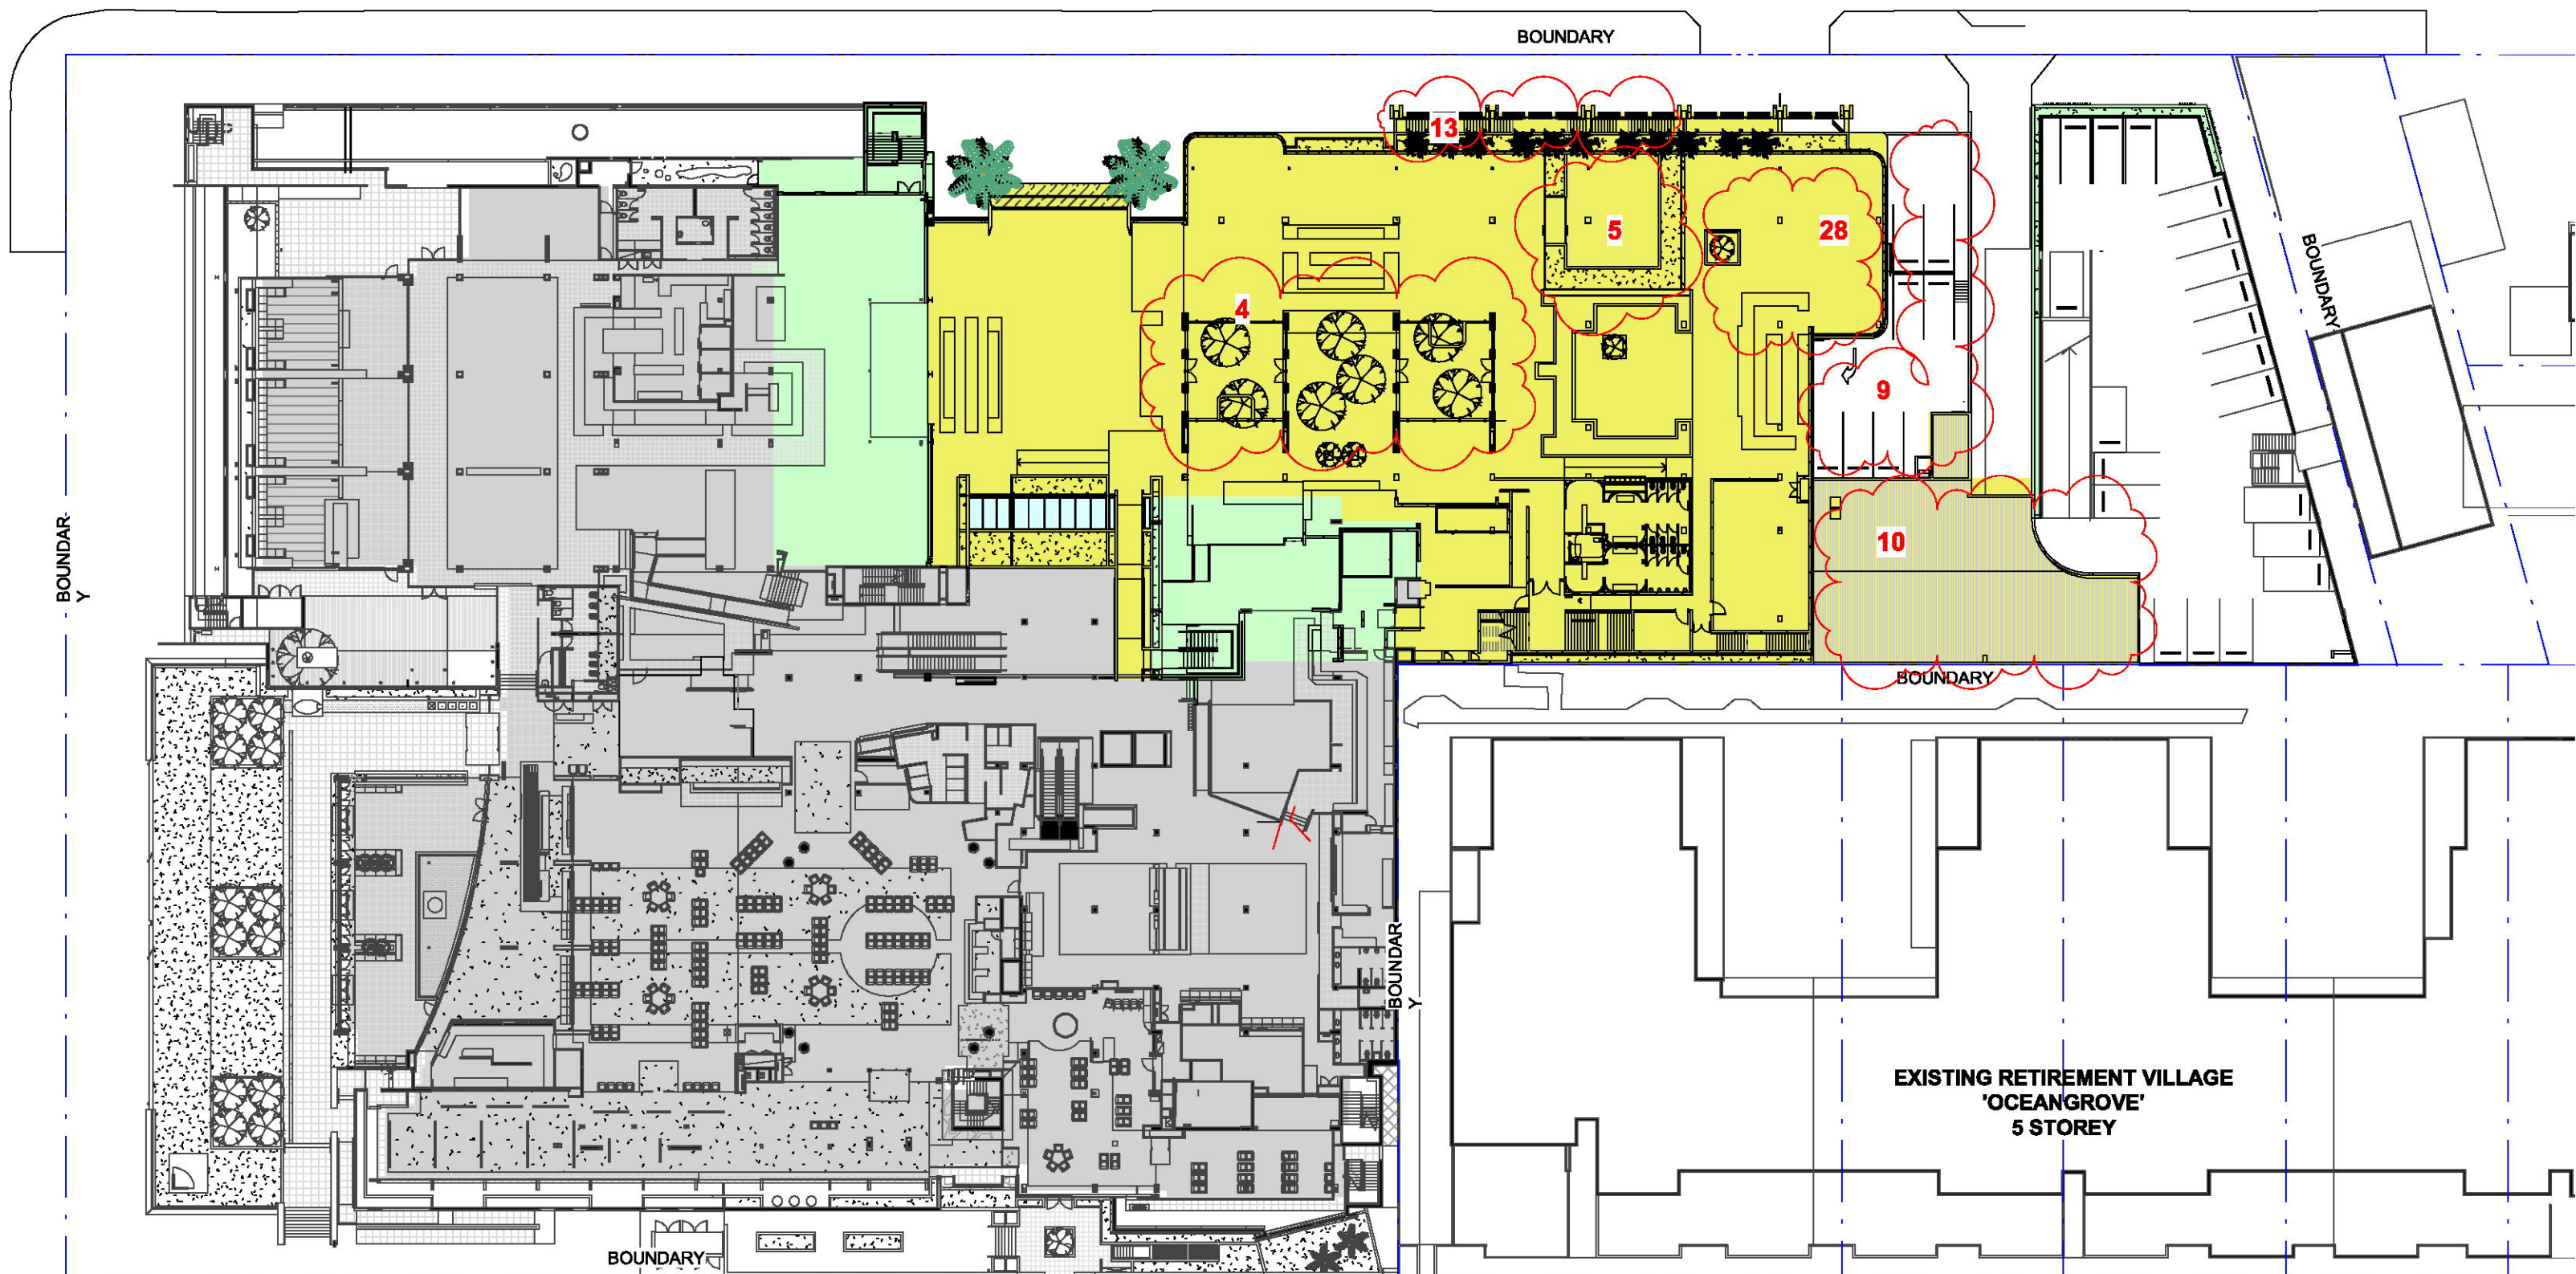 BOUNDARY
13
5
28
4
BOUNDARY
9
10
BOUNDAR
Y
BOUNDARY
BOUNDAR
Y
EXISTING RETIREMENT VILLAGE
'OCEANGROVE'
5 STOREY
BOUNDARY